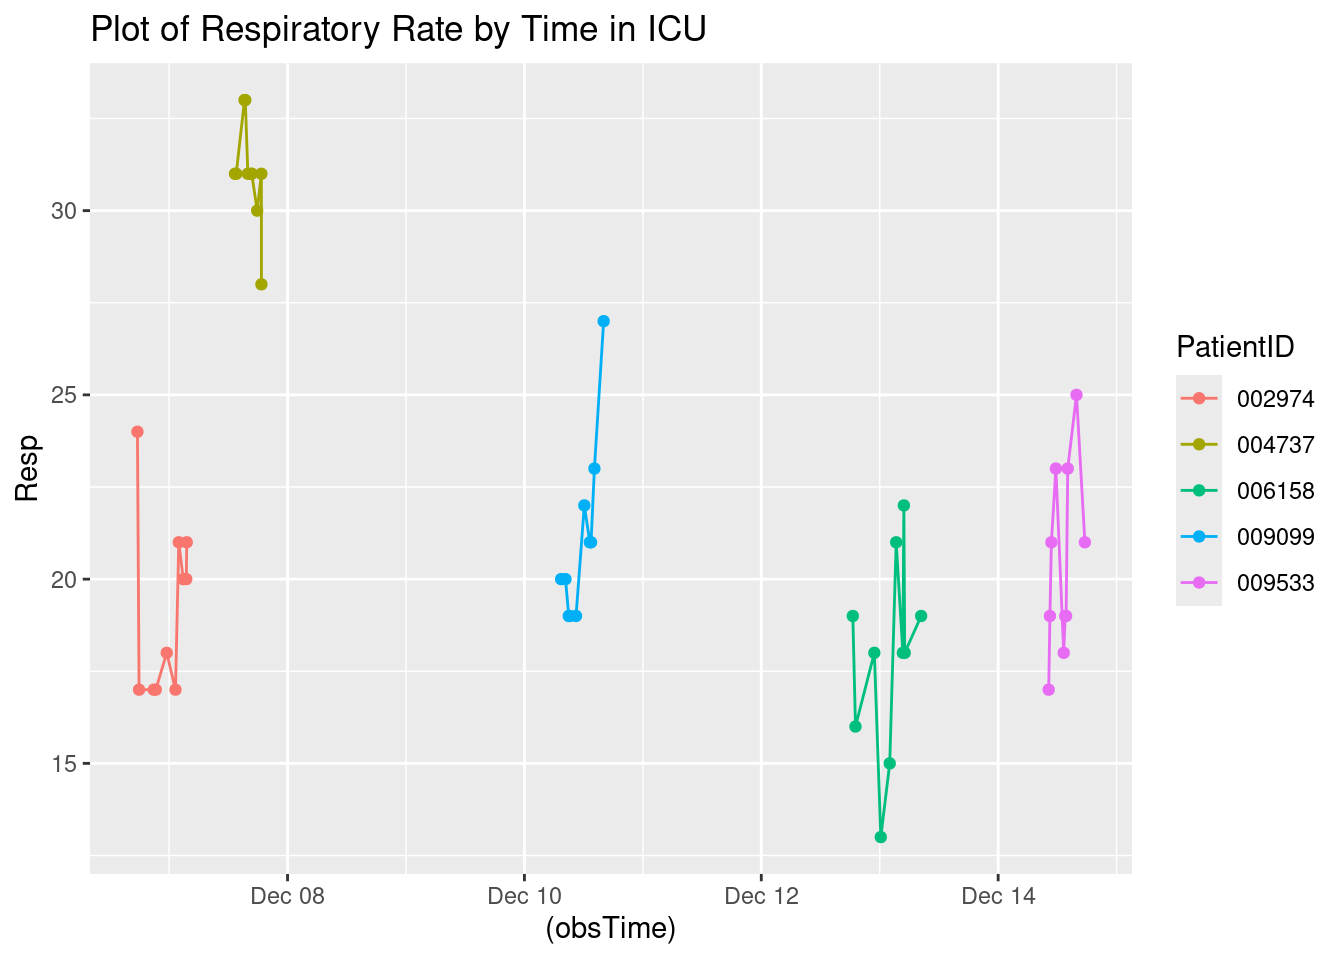 Plot of Respiratory Rate by Time in ICU
Resp
30
25
20
15
Dec 08 Dec 10 Dec 12 Dec 14
(obsTime)
PatientID
002974
004737
006158
009099
009533